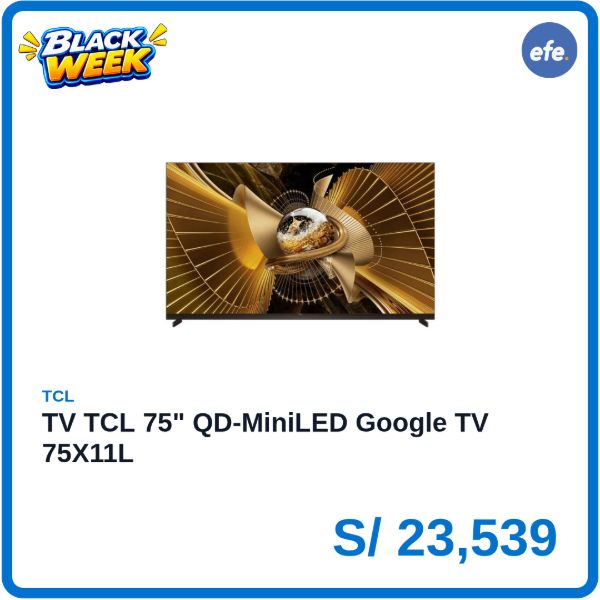 BLACK
WEEK
efe.
TCL
TV TCL 75" QD-MiniLED Google TV
75X11L
S/ 23,539